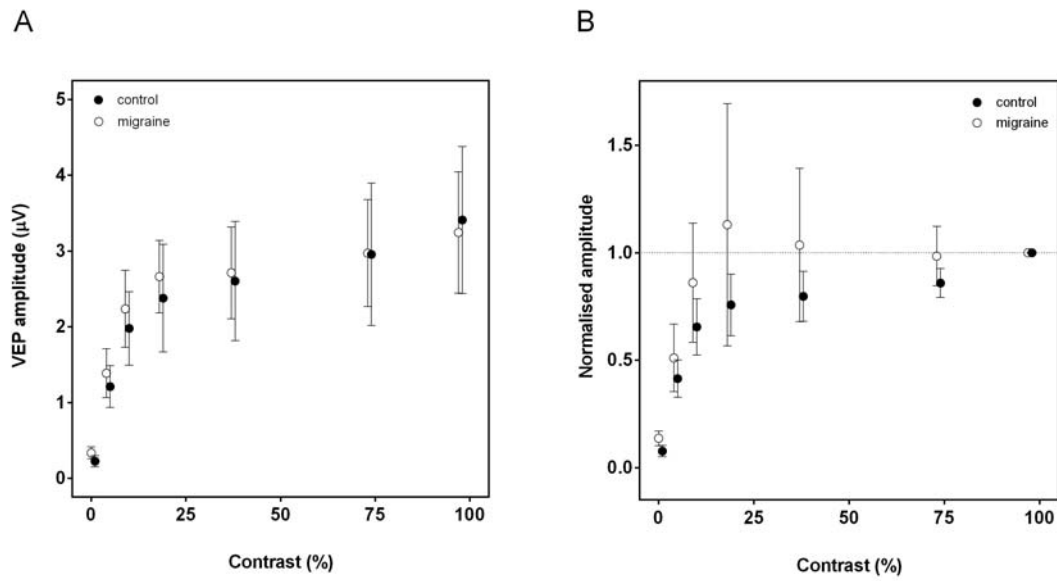 A
B
control
migraine
5
4
3
2
1
0
VEP amplitude (µV)
0
25
50
75
100
Contrast (%)
control
migraine
1.5
1.0
0.5
0.0
Normalised amplitude
0
25
50
75
100
Contrast (%)